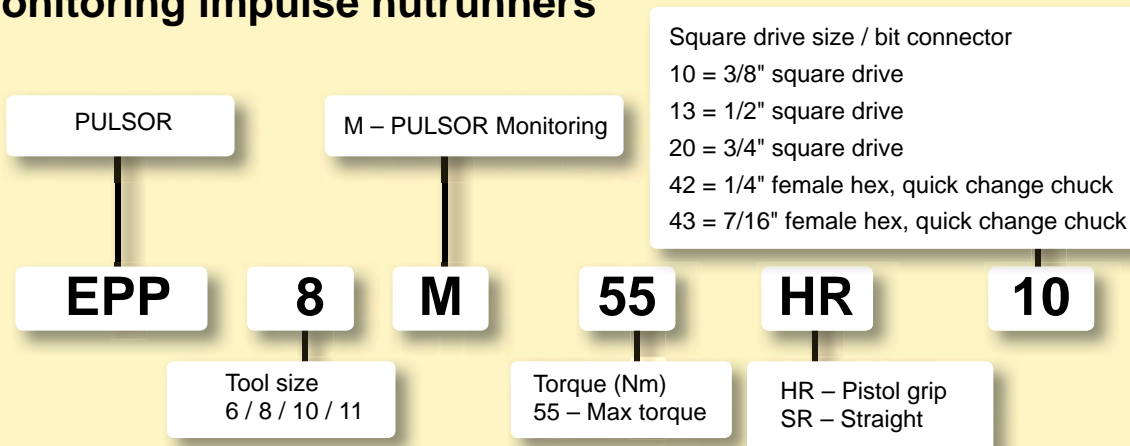 onitoring impulse nutrunners
Square drive size / bit connector
10 = 3/8" square drive
13 = 1/2" square drive
20 = 3/4" square drive
42 = 1/4" female hex, quick change chuck
43 = 7/16" female hex, quick change chuck
PULSOR
M – PULSOR Monitoring
EPP 8 M 55 HR 10
Tool size
6 / 8 / 10 / 11
Torque (Nm)
55 – Max torque
HR – Pistol grip
SR – Straight